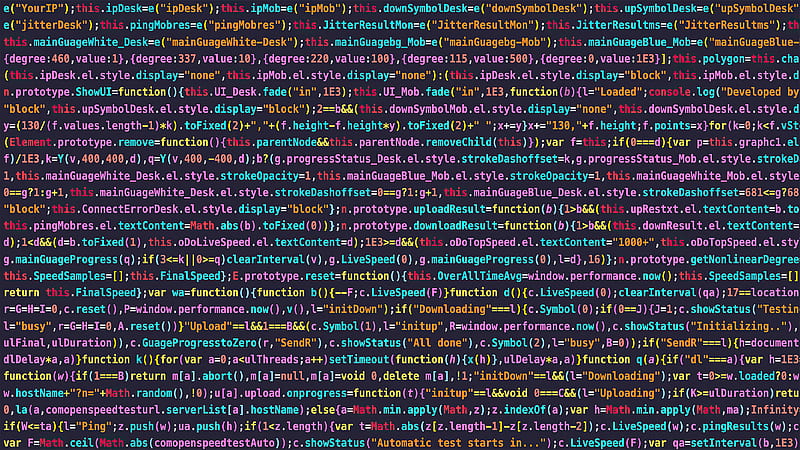 e("YourIP");this.ipDesk=e("ipDesk");this.ipMob=e("ipMob");this.downSymbolDesk=e("downSymbolDesk");this.upSymbolDesk=e("upSymbolDesk
=e("jitterDesk");this.pingMobres=e("pingMobres");this.JitterResultMon=e("JitterResultMon");this.JitterResultms=e("JitterResultms");th
this.mainGuageWhite_Desk=e("mainGuageWhite-Desk");this.mainGuagebg_Mob=e("mainGuagebg-Mob");this.mainGuageBlue_Mob=e("mainGuageBlue-
{degree:460,value:1},{degree:337,value:10},{degree:220,value:100},{degree:115,value:500},{degree:0,value:1E3}];this.polygon=this.cha
(this.ipDesk.el.style.display="none",this.ipMob.el.style.display="none"):(this.ipDesk.el.style.display="block",this.ipMob.el.style.d
n.prototype.ShowUI=function(){this.UI_Desk.fade("in",1E3);this.UI_Mob.fade("in",1E3,function(b){l="Loaded";console.log("Developed by
"block",this.upSymbolDesk.el.style.display="block");2==b&&(this.downSymbolMob.el.style.display="none",this.downSymbolDesk.el.style.d
y=(130/(f.values.length-1)*k).toFixed(2)+","+(f.height-f.height*y).toFixed(2)+" ";x+=y}x+="130,"+f.height;f.points=x}for(k=0;k<f.vSt
(Element.prototype.remove=function(){this.parentNode&&this.parentNode.removeChild(this)});var f=this;if(0===d){var p=this.graphc1.el
f)/1E3,k=Y(v,400,400,d),q=Y(v,400,-400,d);b?(g.progressStatus_Desk.el.style.strokeDashoffset=k,g.progressStatus_Mob.el.style.strokeD
1,this.mainGuageWhite_Desk.el.style.strokeOpacity=1,this.mainGuageBlue_Mob.el.style.strokeOpacity=1,this.mainGuageWhite_Mob.el.style
0==g?1:g+1,this.mainGuageWhite_Desk.el.style.strokeDashoffset=0==g?1:g+1,this.mainGuageBlue_Desk.el.style.strokeDashoffset=681<=g?68
"block";this.ConnectErrorDesk.el.style.display="block"};n.prototype.uploadResult=function(b){1>b&&(this.upRestxt.el.textContent=b.to
this.pingMobres.el.textContent=Math.abs(b).toFixed(0))};n.prototype.downloadResult=function(b){1>b&&(this.downResult.el.textContent=
d);1<d&&(d=b.toFixed(1),this.oDoLiveSpeed.el.textContent=d);1E3>=d&&(this.oDoTopSpeed.el.textContent="1000+",this.oDoTopSpeed.el.sty
g.mainGuageProgress(q);if(3<=k||0>=q)clearInterval(v),g.LiveSpeed(0),g.mainGuageProgress(0),l=d},16)};n.prototype.getNonlinearDegree
this.SpeedSamples=[];this.FinalSpeed};E.prototype.reset=function(){this.OverAllTimeAvg=window.performance.now();this.SpeedSamples=[]
return this.FinalSpeed};var wa=function(){function b(){--F;c.LiveSpeed(F)}function d(){c.LiveSpeed(0);clearInterval(qa);17==location
r=G=H=I=0,c.reset(),P=window.performance.now(),v(),l="initDown");if("Downloading"===l){c.Symbol(0);if(0===J){J=1;c.showStatus("Testin
l="busy",r=G=H=I=0,A.reset())}"Upload"==l&&1===B&&(c.Symbol(1),l="initup",R=window.performance.now(),c.showStatus("Initializing.."),
ulFinal,ulDuration)),c.GuageProgresstoZero(r,"SendR"),c.showStatus("All done"),c.Symbol(2),l="busy",B=0));if("SendR"===l){h=document
dlDelay*a,a)}function k(){for(var a=0;a<ulThreads;a++)setTimeout(function(h){x(h)},ulDelay*a,a)}function q(a){if("dl"===a){var h=1E3
function(w){if(1===B)return m[a].abort(),m[a]=null,m[a]=void 0,delete m[a],!1;"initDown"==l&&(l="Downloading");var t=0>=w.loaded?0:w
w.hostName+"?n="+Math.random(),!0);u[a].upload.onprogress=function(t){"initup"==l&&void 0===C&&(l="Uploading");if(K>=ulDuration)retu
0,la(a,comopenspeedtesturl.serverList[a].hostName);else{a=Math.min.apply(Math,z);z.indexOf(a);var h=Math.min.apply(Math,ma);Infinity
if(W<=ta){l="Ping";z.push(w);ua.push(h);if(1<z.length){var t=Math.abs(z[z.length-1]-z[z.length-2]);c.LiveSpeed(w);c.pingResults(w);c
var F=Math.ceil(Math.abs(comopenspeedtestAuto));c.showStatus("Automatic test starts in...");c.LiveSpeed(F);var qa=setInterval(b,1E3)